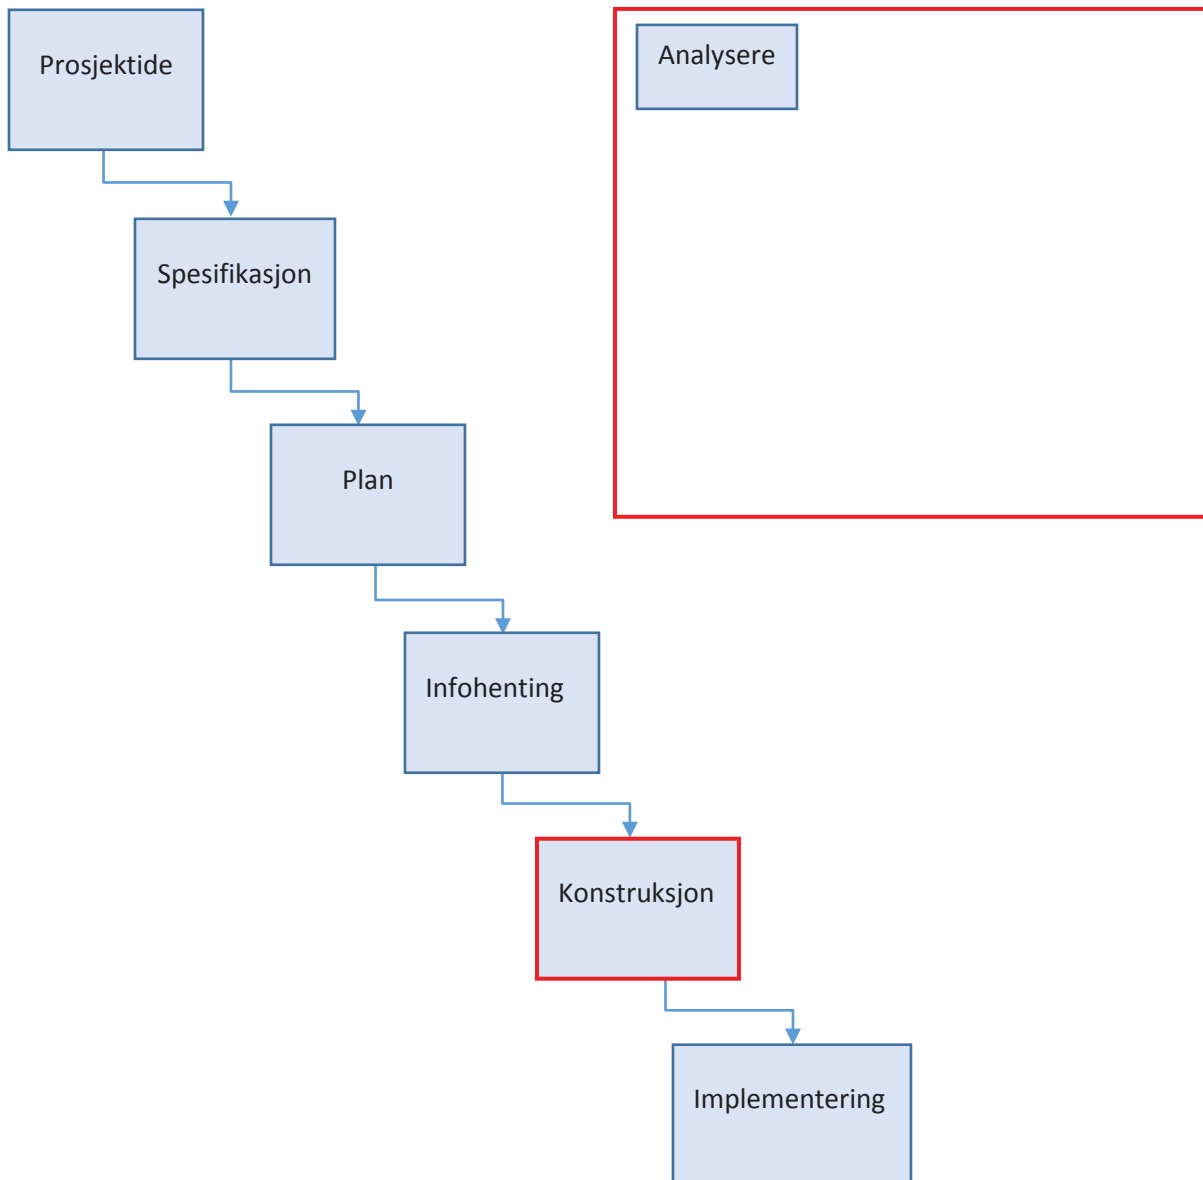 Prosjektide
Analysere
Spesifikasjon
Plan
Infohenting
Konstruksjon
Implementering